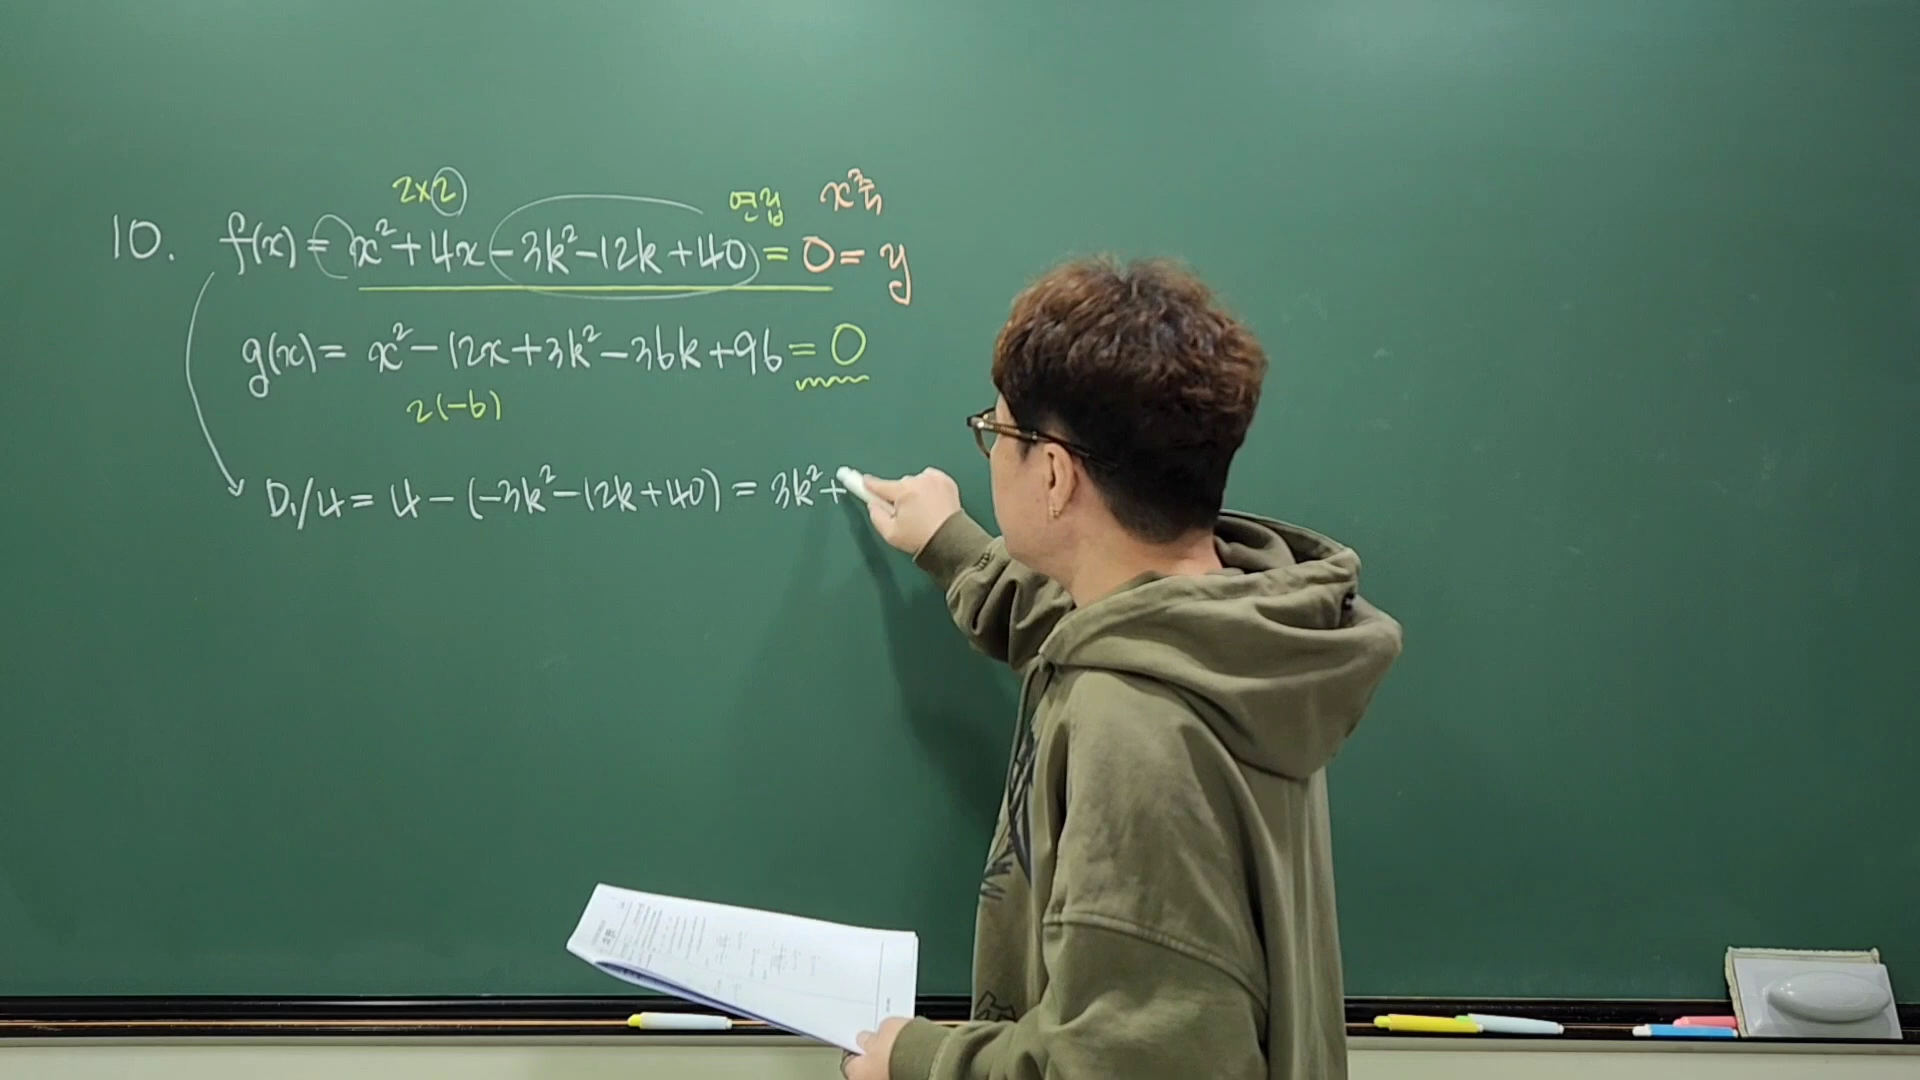 2×2
연립 x축
10. f(x) = x²+4x-3k²-12k+40 = 0 = y
g(x) = x²-12x+3k²-36k+96 = 0
2(-6)
D₁/4 = 4-(-3k²-12k+40) = 3k²+